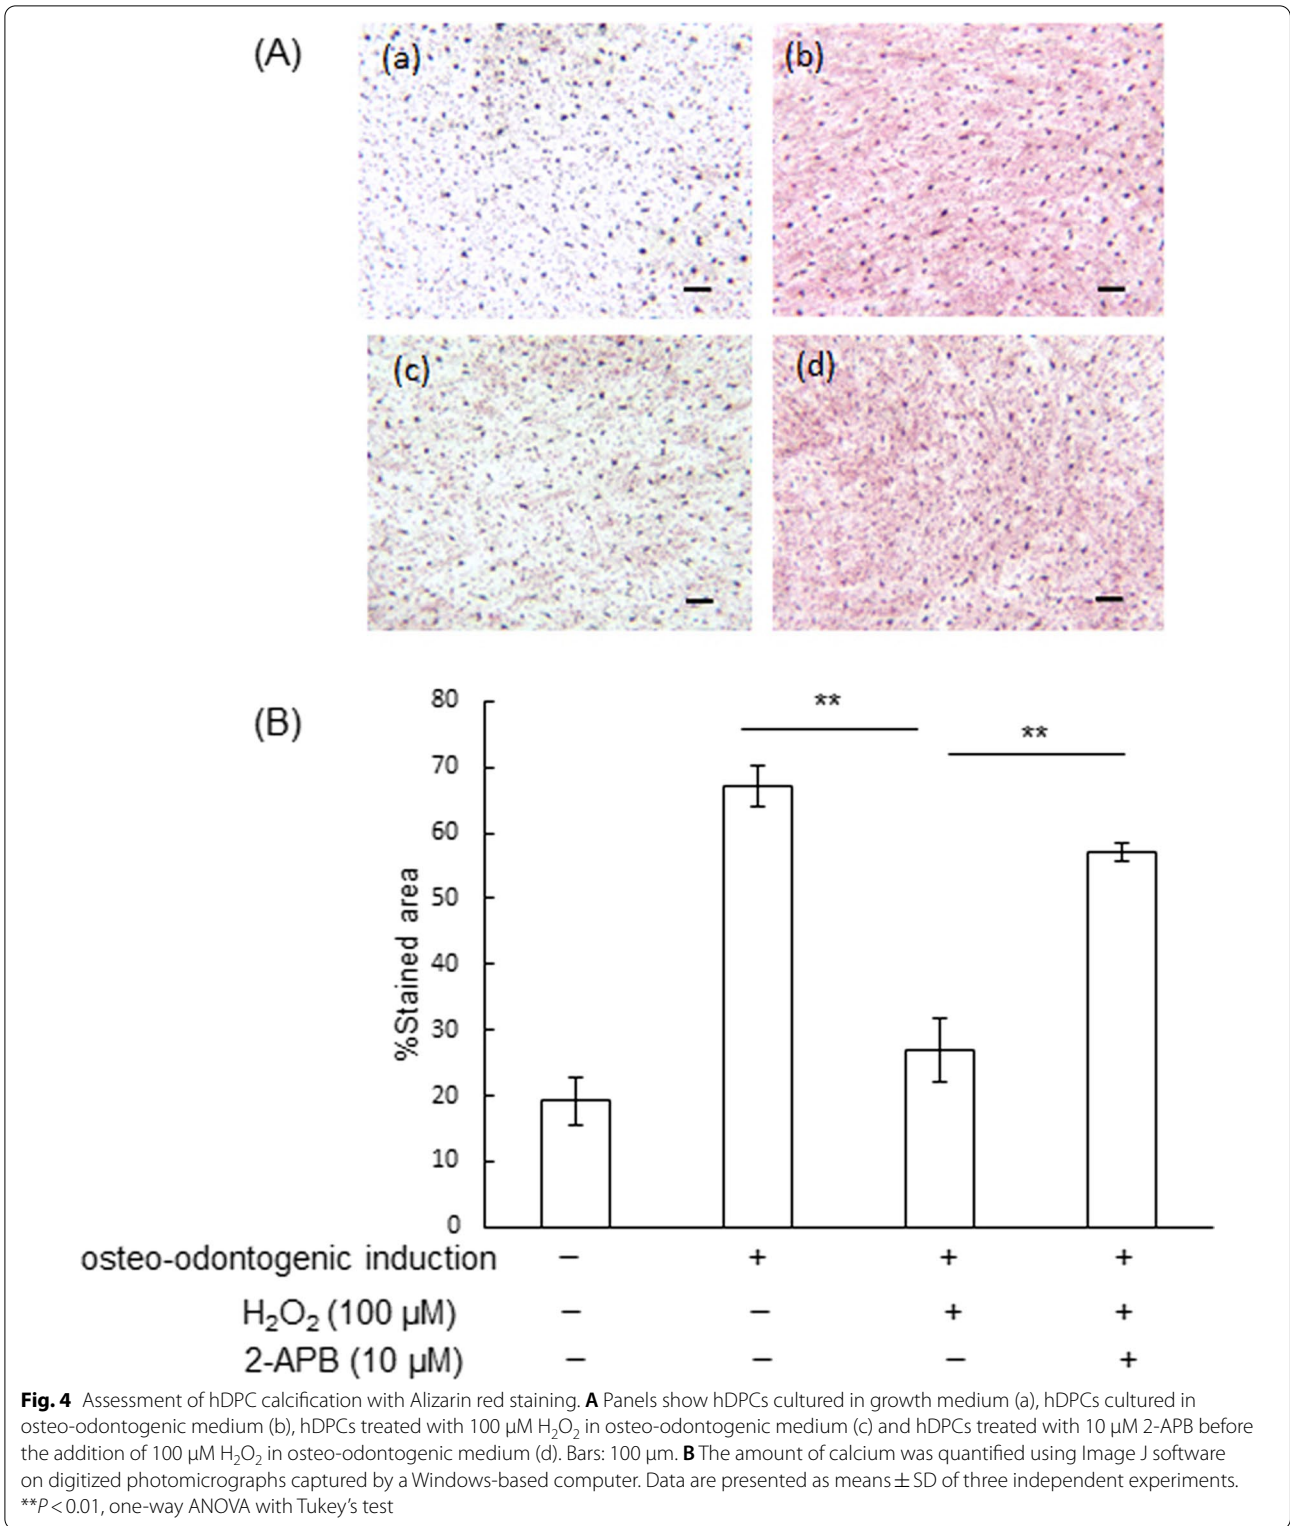 (A)
(a)
(b)
(c)
(d)
(B)
80
70
60
50
40
30
20
10
0
%Stained area
**
**
osteo-odontogenic induction − + + +
H₂O₂ (100 µM) − − + +
2-APB (10 µM) − − − +
Fig. 4 Assessment of hDPC calcification with Alizarin red staining. A Panels show hDPCs cultured in growth medium (a), hDPCs cultured in
osteo-odontogenic medium (b), hDPCs treated with 100 µM H₂O₂ in osteo-odontogenic medium (c) and hDPCs treated with 10 µM 2-APB before
the addition of 100 µM H₂O₂ in osteo-odontogenic medium (d). Bars: 100 µm. B The amount of calcium was quantified using Image J software
on digitized photomicrographs captured by a Windows-based computer. Data are presented as means ± SD of three independent experiments.
**P < 0.01, one-way ANOVA with Tukey’s test